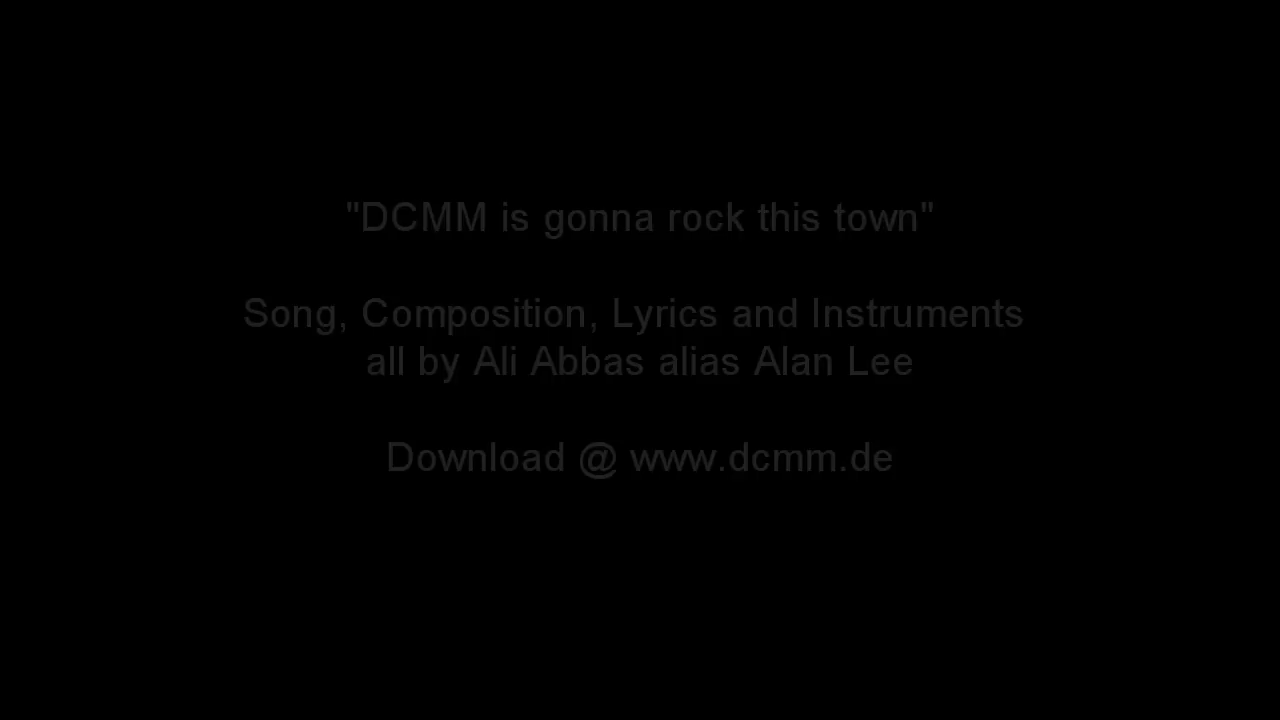 "DCMM is gonna rock this town"
Song, Composition, Lyrics and Instruments
all by Ali Abbas alias Alan Lee
Download @ www.dcmm.de